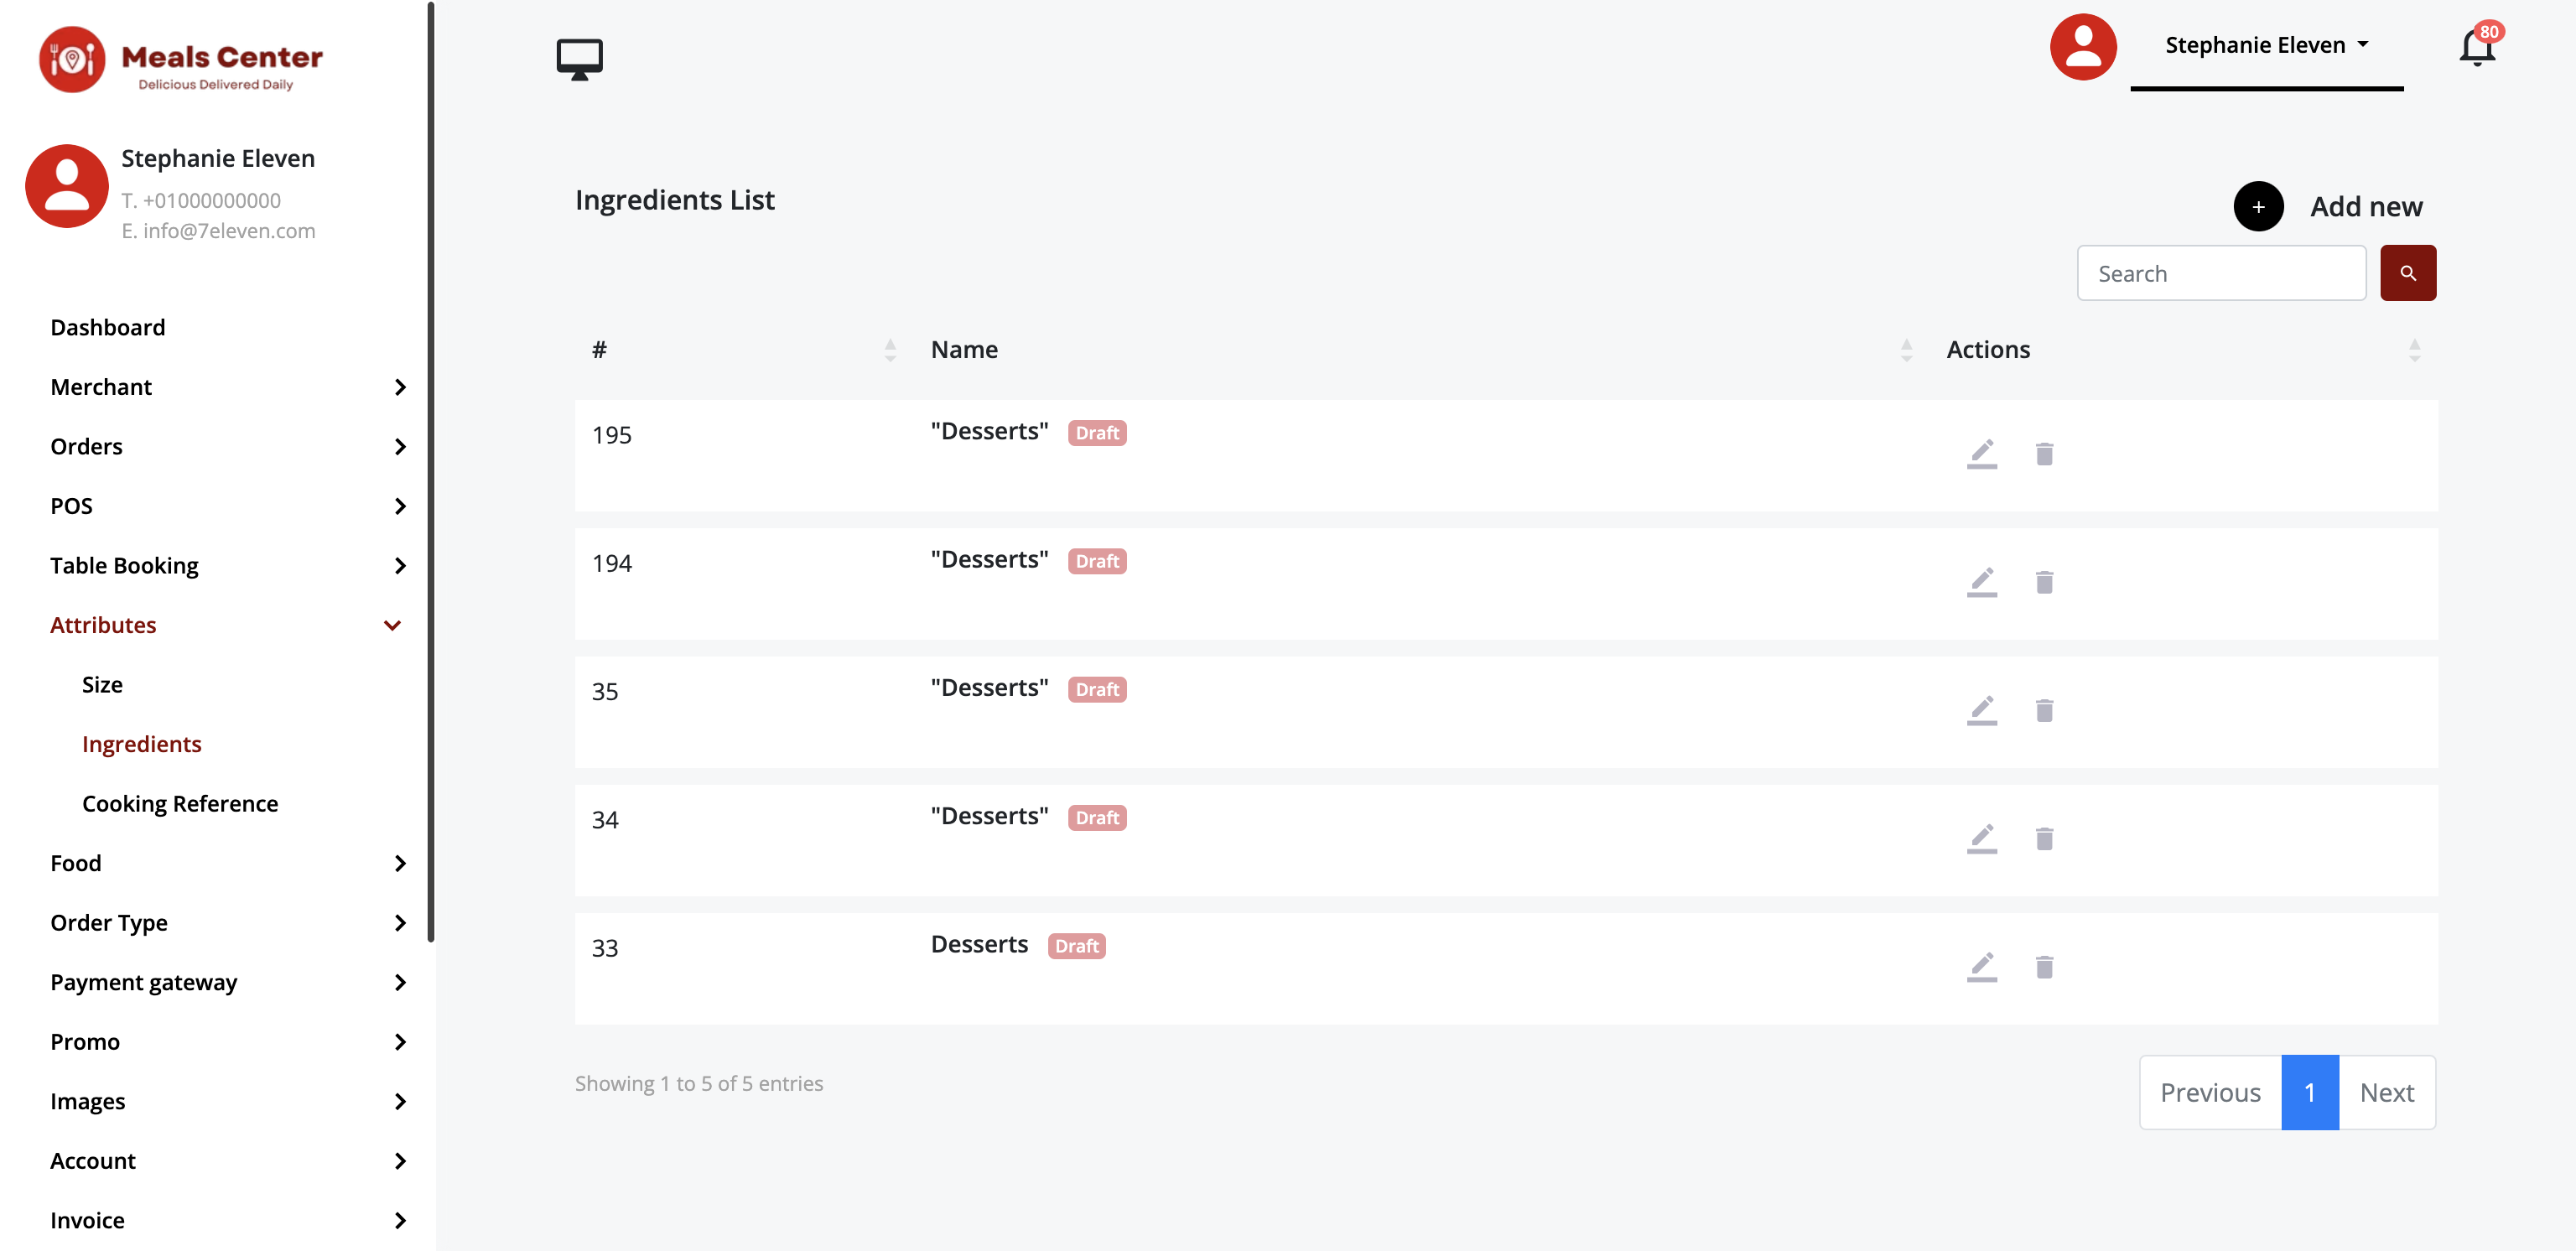 Meals Center
Delicious Delivered Daily
Stephanie Eleven
T. +01000000000
E. info@7eleven.com
Dashboard
Merchant
Orders
POS
Table Booking
Attributes
Size
Ingredients
Cooking Reference
Food
Order Type
Payment gateway
Promo
Images
Account
Invoice
Stephanie Eleven
80
Ingredients List
+ Add new
Search
# Name Actions
195 "Desserts" Draft
194 "Desserts" Draft
35 "Desserts" Draft
34 "Desserts" Draft
33 Desserts Draft
Showing 1 to 5 of 5 entries
Previous 1 Next